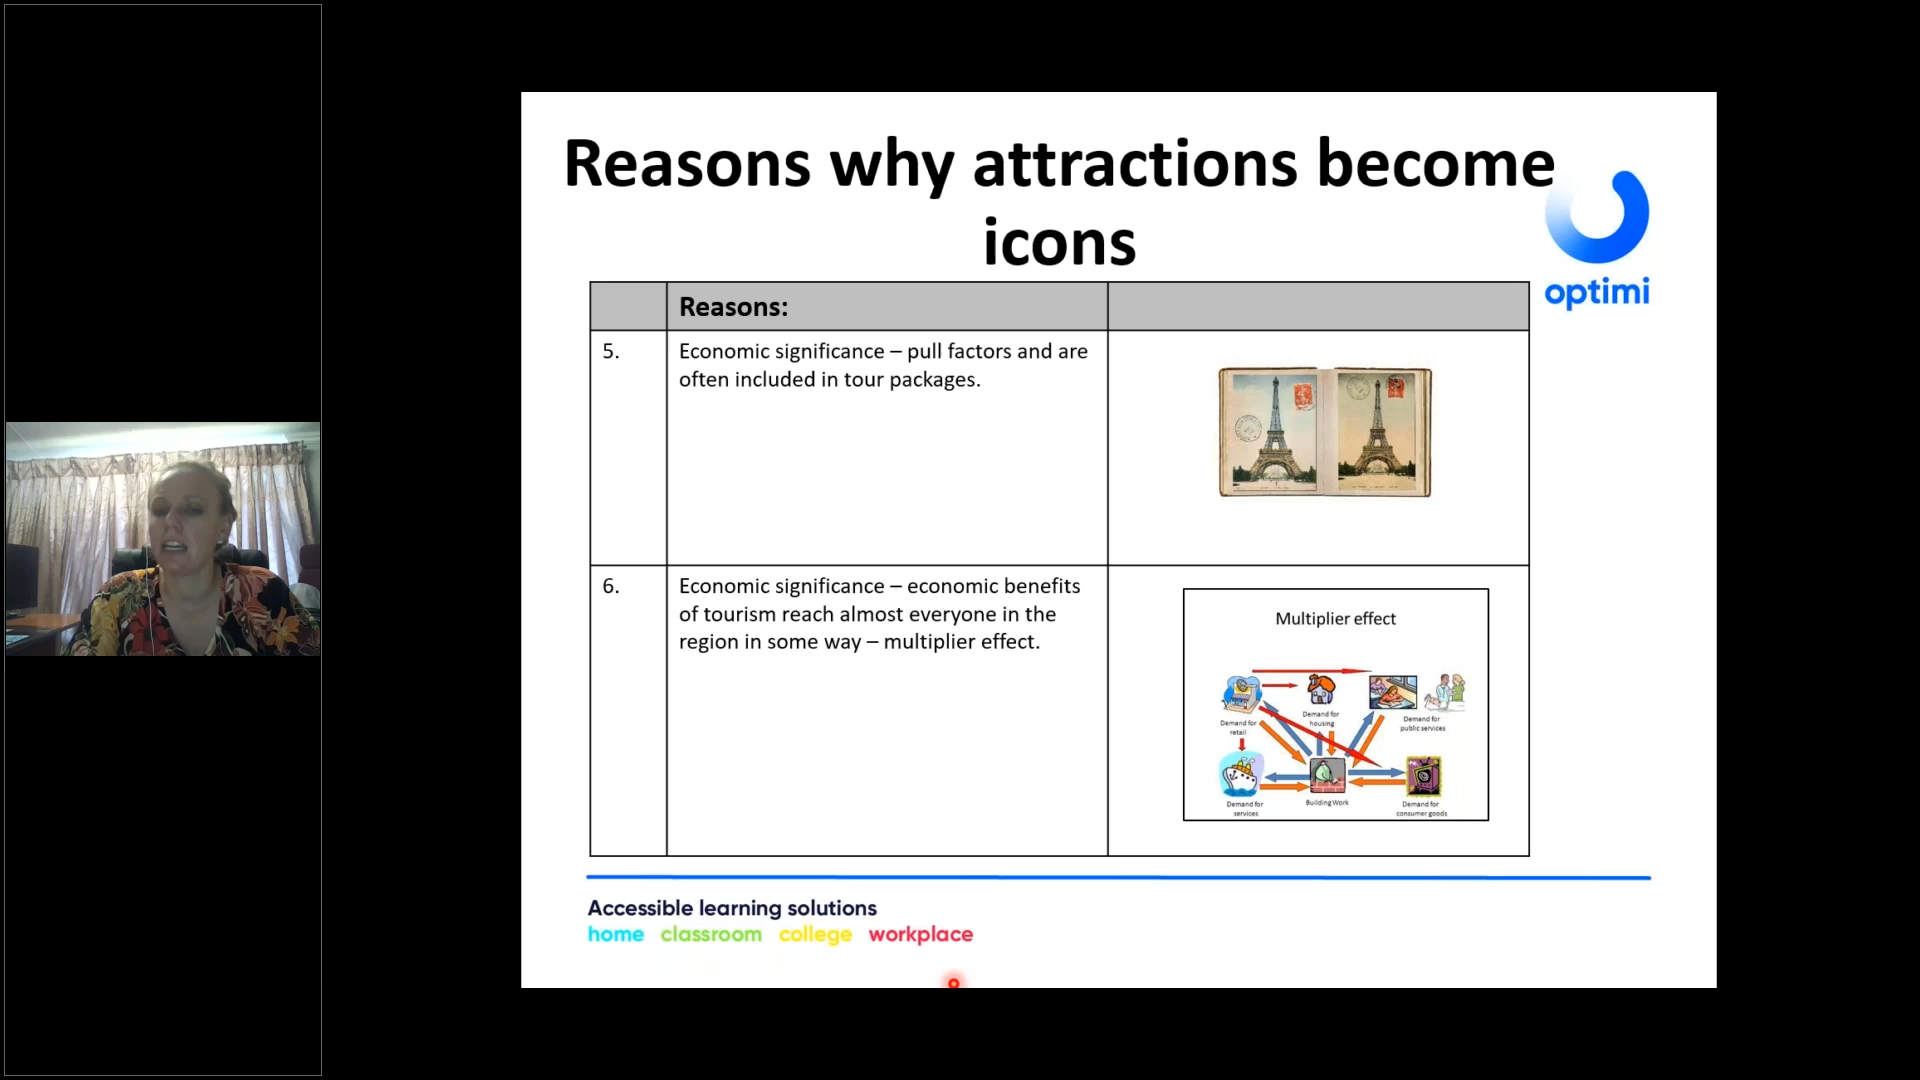 Reasons why attractions become
icons
optimi
Reasons:
5.
Economic significance – pull factors and are
often included in tour packages.
6.
Economic significance – economic benefits
of tourism reach almost everyone in the
region in some way – multiplier effect.
Multiplier effect
Demand for
retail
Demand for
housing
Demand for
public services
Demand for
services
Building Work
Demand for
consumer goods
Accessible learning solutions
home classroom college workplace